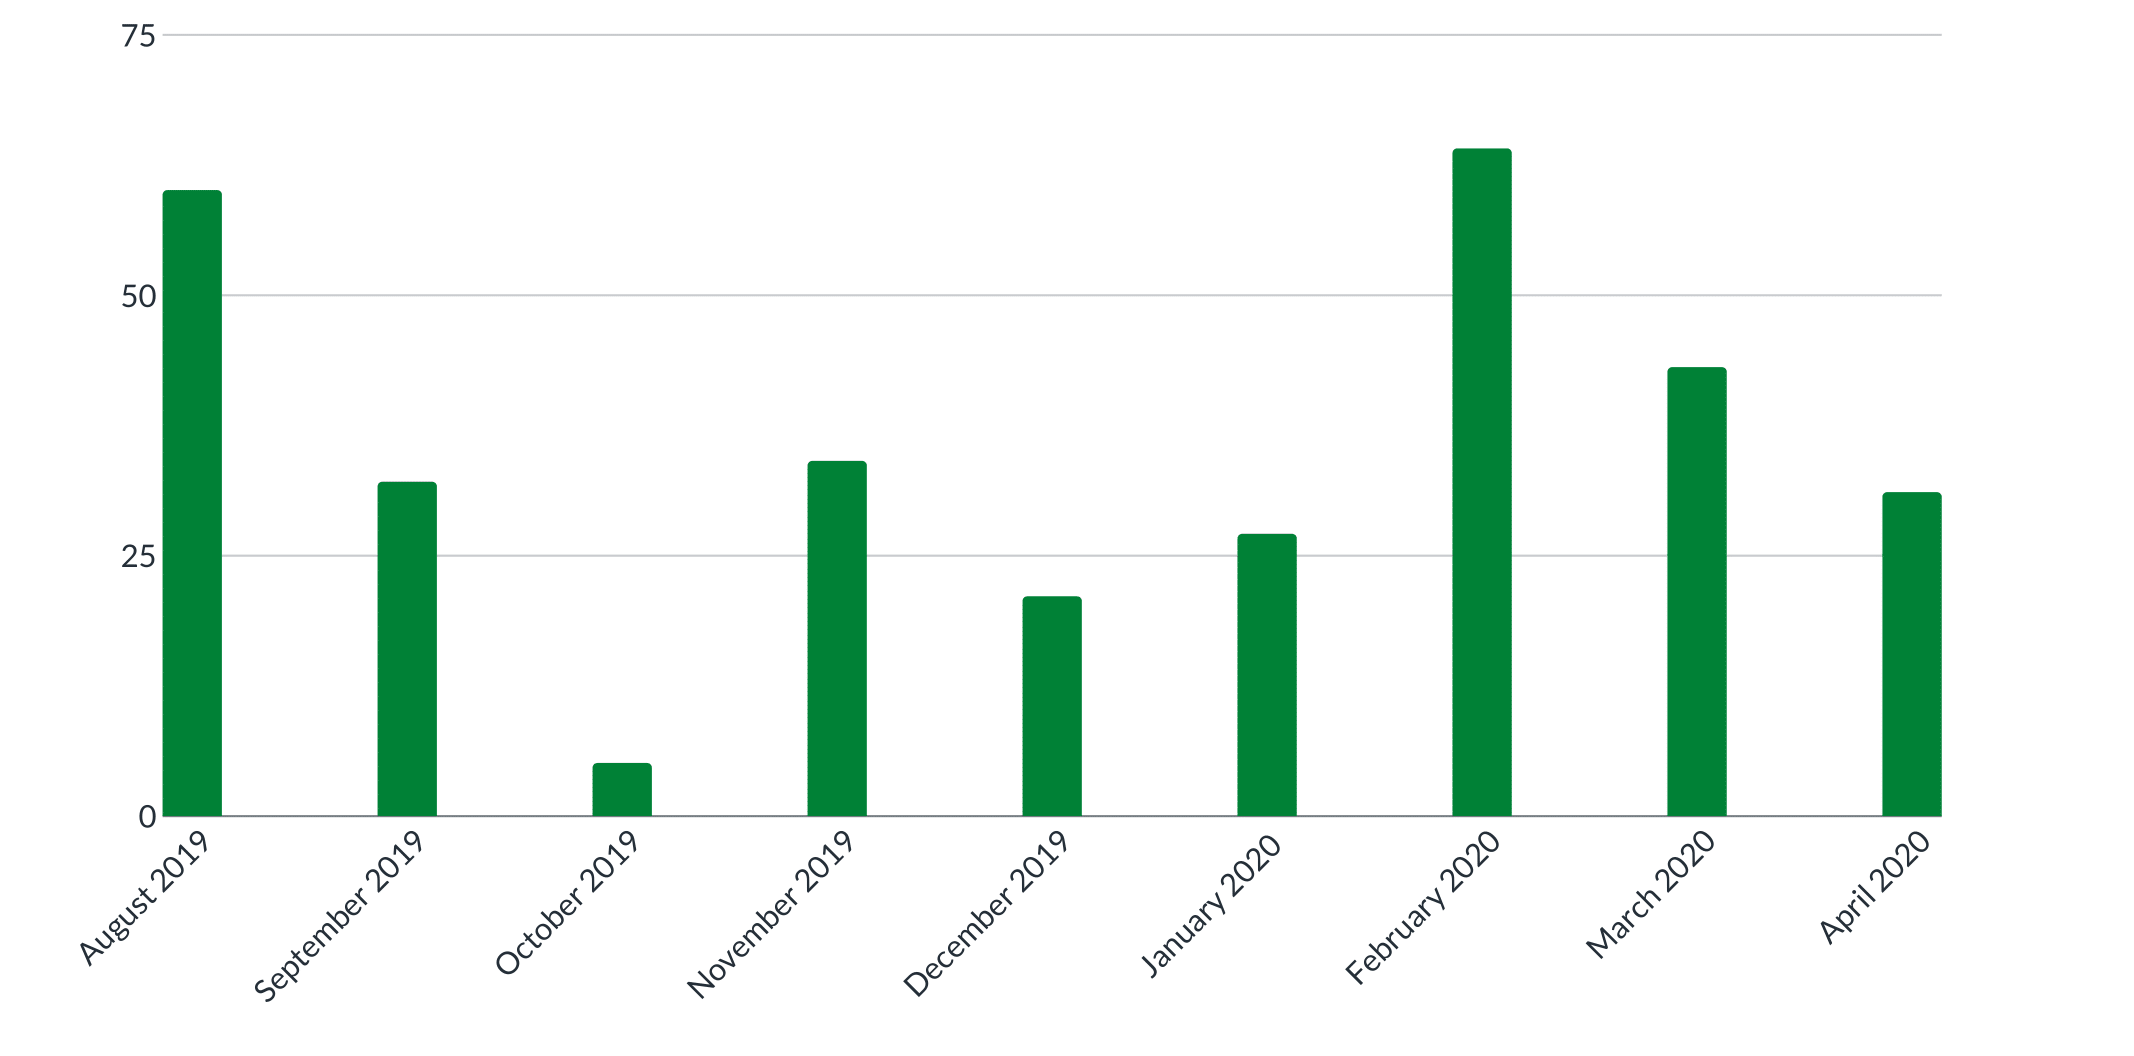 75
50
25
0
August 2019
September 2019
October 2019
November 2019
December 2019
January 2020
February 2020
March 2020
April 2020